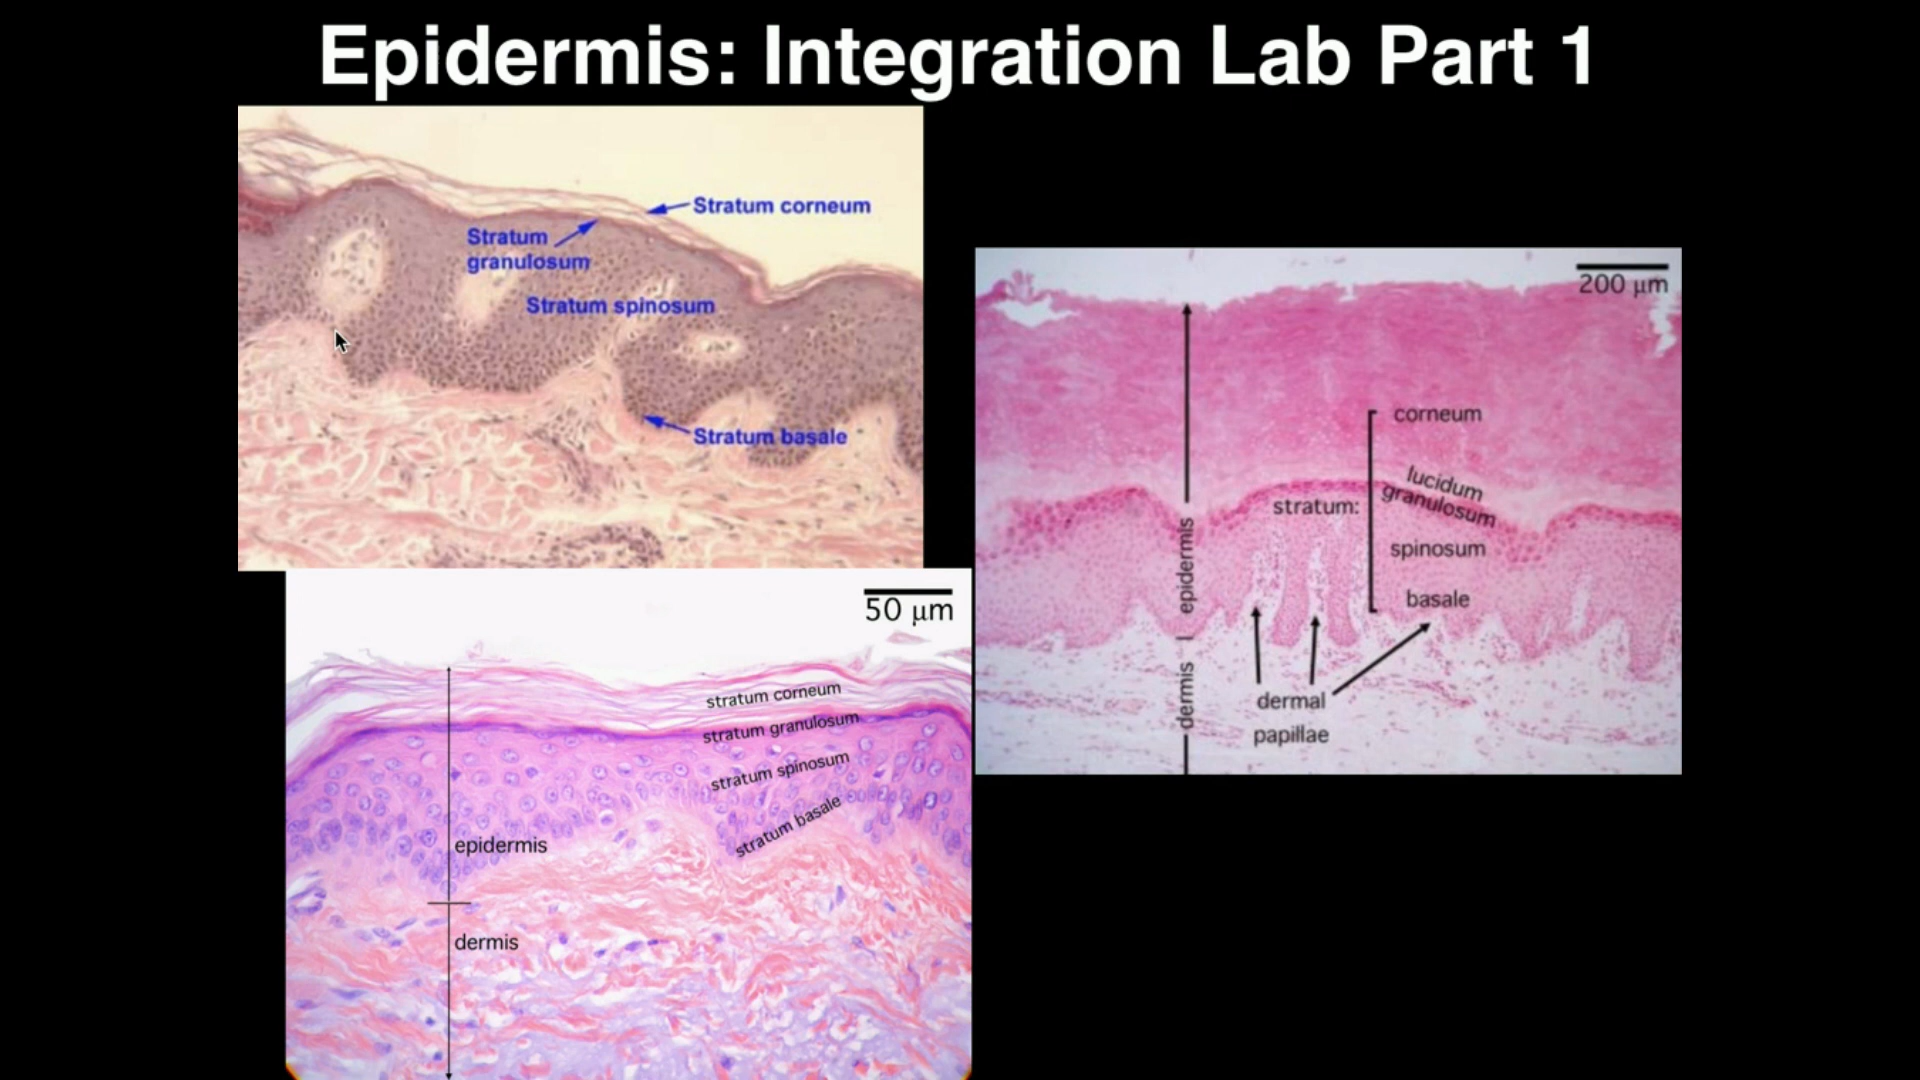 Epidermis: Integration Lab Part 1
Stratum corneum
Stratum
granulosum
Stratum spinosum
Stratum basale
200 µm
corneum
lucidum
granulosum
stratum:
spinosum
basale
epidermis
dermis
dermal
papillae
50 µm
stratum corneum
stratum granulosum
stratum spinosum
stratum basale
epidermis
dermis